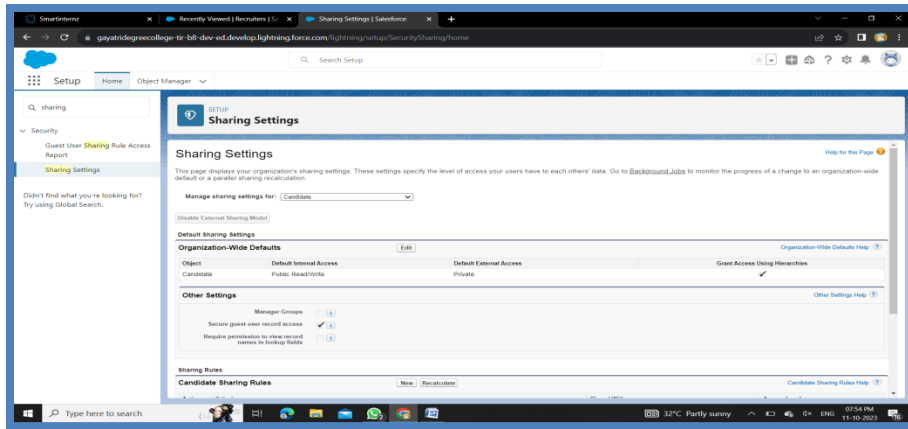 Smartinternz
Recently Viewed | Recruiters | Sa
Sharing Settings | Salesforce
gayatridegreecollege-tir-b8-dev-ed.develop.lightning.force.com/lightning/setup/SecuritySharing/home
Search Setup
Setup Home Object Manager
sharing
Security
Guest User Sharing Rule Access
Report
Sharing Settings
Didn't find what you're looking for?
Try using Global Search.
SETUP
Sharing Settings
Sharing Settings
Help for this Page
This page displays your organization's sharing settings. These settings specify the level of access your users have to each others' data. Go to Background Jobs to monitor the progress of a change to an organization-wide
default or a parallel sharing recalculation.
Manage sharing settings for: Candidate
Disable External Sharing Model
Default Sharing Settings
Organization-Wide Defaults Edit Organization-Wide Defaults Help ?
Object Default Internal Access Default External Access Grant Access Using Hierarchies
Candidate Public Read/Write Private ✓
Other Settings Other Settings Help ?
Manager Groups i
Secure guest user record access ✓ i
Require permission to view record i
names in lookup fields
Sharing Rules
Candidate Sharing Rules New Recalculate Candidate Sharing Rules Help ?
Type here to search
32°C Partly sunny ENG
07:54 PM
11-10-2023